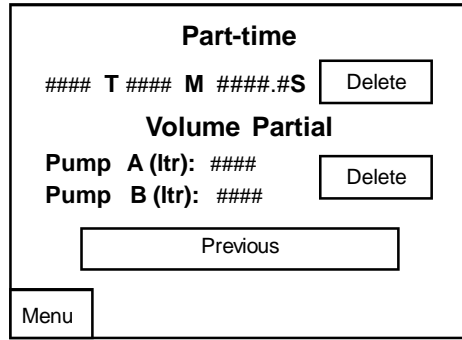 Part-time
#### T #### M ####.#S Delete
Volume Partial
Pump A (ltr): ####
Delete
Pump B (ltr): ####
Previous
Menu